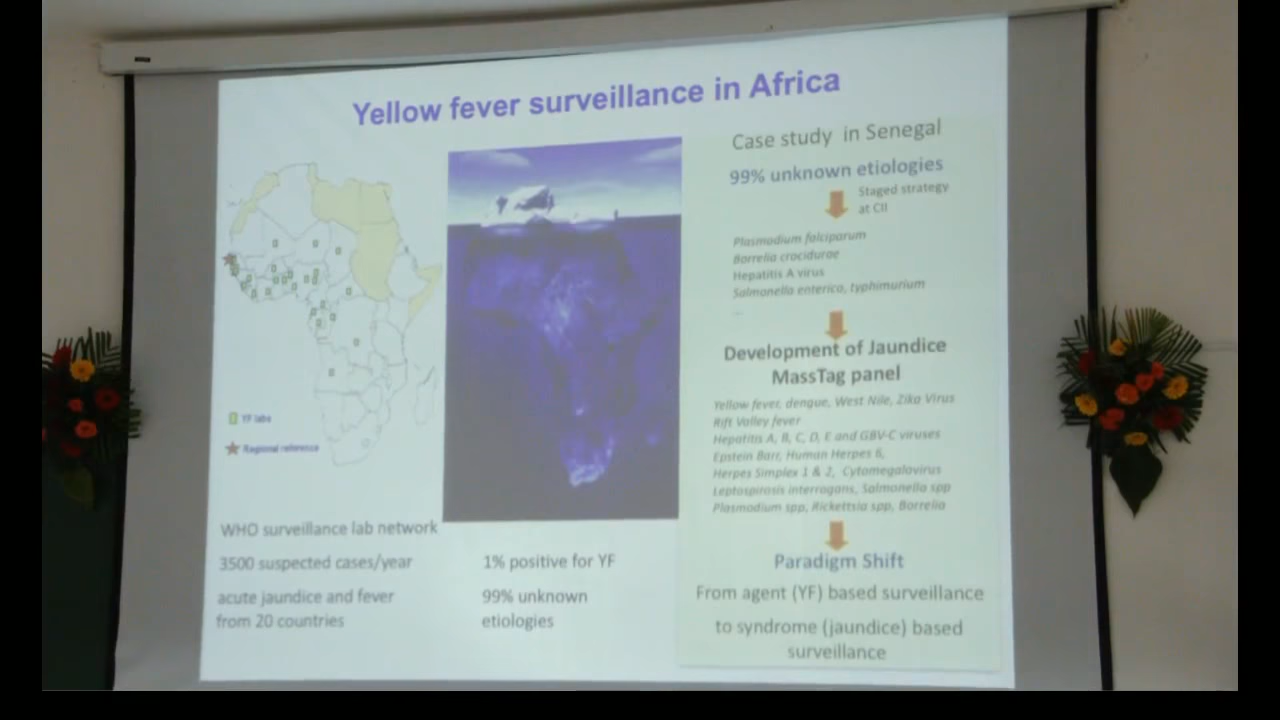 Yellow fever surveillance in Africa
YF labs
Regional reference
WHO surveillance lab network
3500 suspected cases/year
acute jaundice and fever
from 20 countries
1% positive for YF
99% unknown
etiologies
Case study in Senegal
99% unknown etiologies
Staged strategy
at CII
Plasmodium falciparum
Borrelia crocidurae
Hepatitis A virus
Salmonella enterica, typhimurium
...
Development of Jaundice
MassTag panel
Yellow fever, dengue, West Nile, Zika Virus
Rift Valley fever
Hepatitis A, B, C, D, E and GBV-C viruses
Epstein Barr, Human Herpes 6,
Herpes Simplex 1 & 2, Cytomegalovirus
Leptospirosis interrogans, Salmonella spp
Plasmodium spp, Rickettsia spp, Borrelia
Paradigm Shift
From agent (YF) based surveillance
to syndrome (jaundice) based
surveillance